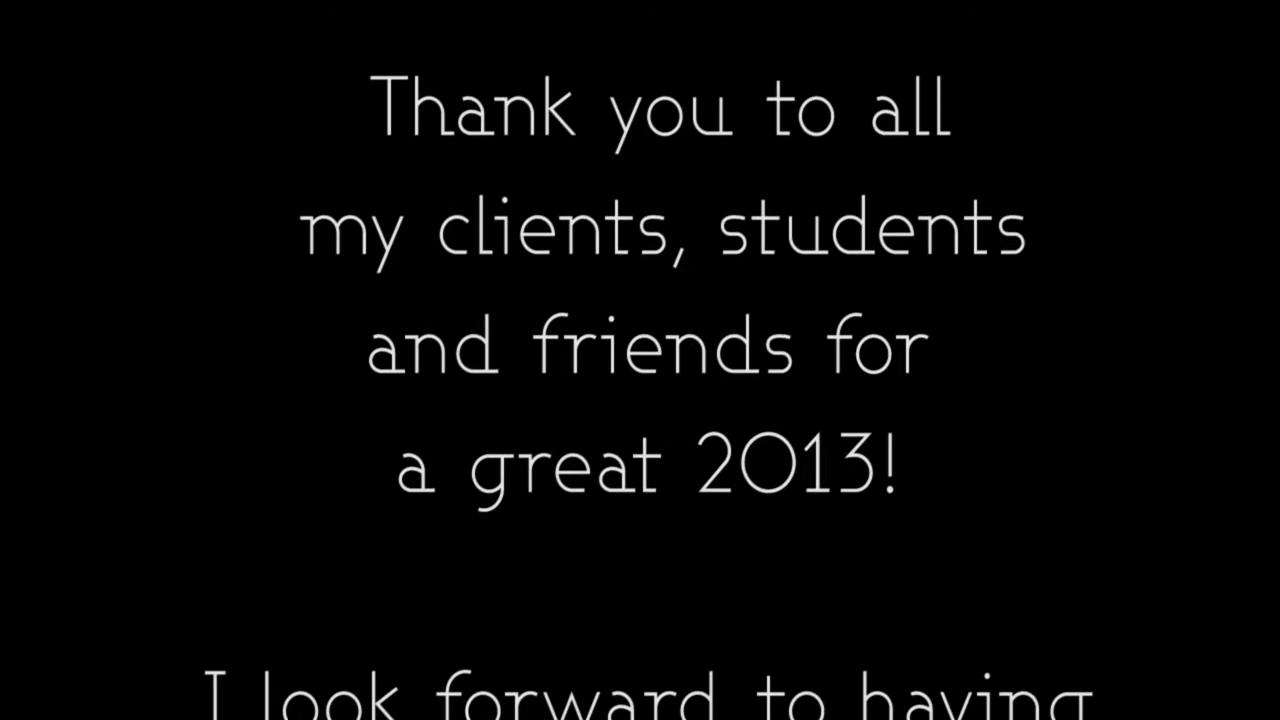 Thank you to all
my clients, students
and friends for
a great 2013!
I look forward to having